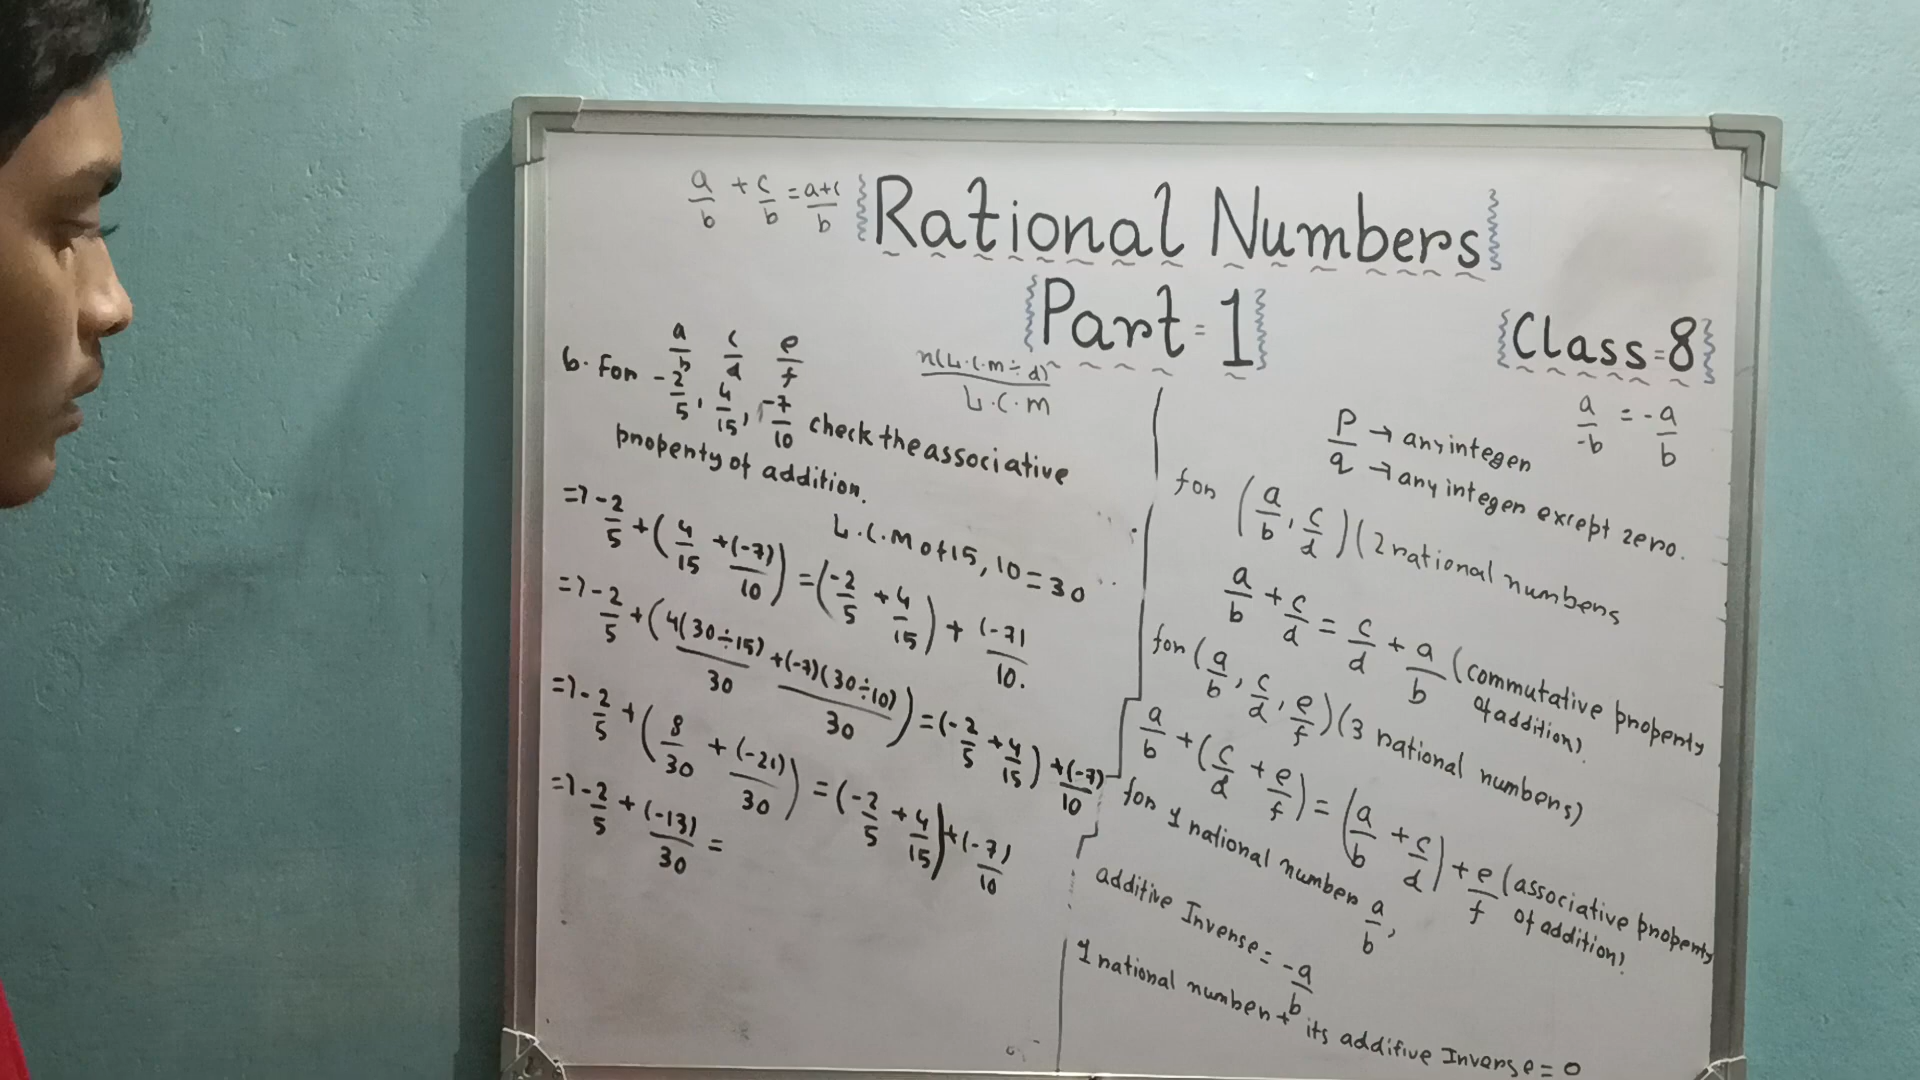 a/b + c/b = a+c/b
Rational Numbers
Part = 1
Class = 8
a/b c/d e/f
6. For -2/5, 4/15, -7/10 check the associative
property of addition.
n(L.C.M ÷ d)/L.C.M
L.C.M of 15, 10 = 30
=> -2/5 + (4/15 + (-7)/10) = (-2/5 + 4/15) + (-7)/10.
=> -2/5 + (4(30÷15)/30 + (-7)(30÷10)/30) = (-2/5 + 4/15) + (-7)/10
=> -2/5 + (8/30 + (-21)/30) = (-2/5 + 4/15) + (-7)/10
=> -2/5 + (-13)/30 =
a/-b = -a/b
P/q → any integer
→ any integer except zero.
for (a/b, c/d) (2 rational numbers
a/b + c/d = c/d + a/b (commutative property
of addition)
for (a/b, c/d, e/f) (3 rational numbers)
a/b + (c/d + e/f) = (a/b + c/d) + e/f (associative property
of addition)
for 1 rational number a/b,
additive Inverse = -a/b
1 rational number + its additive Inverse = 0